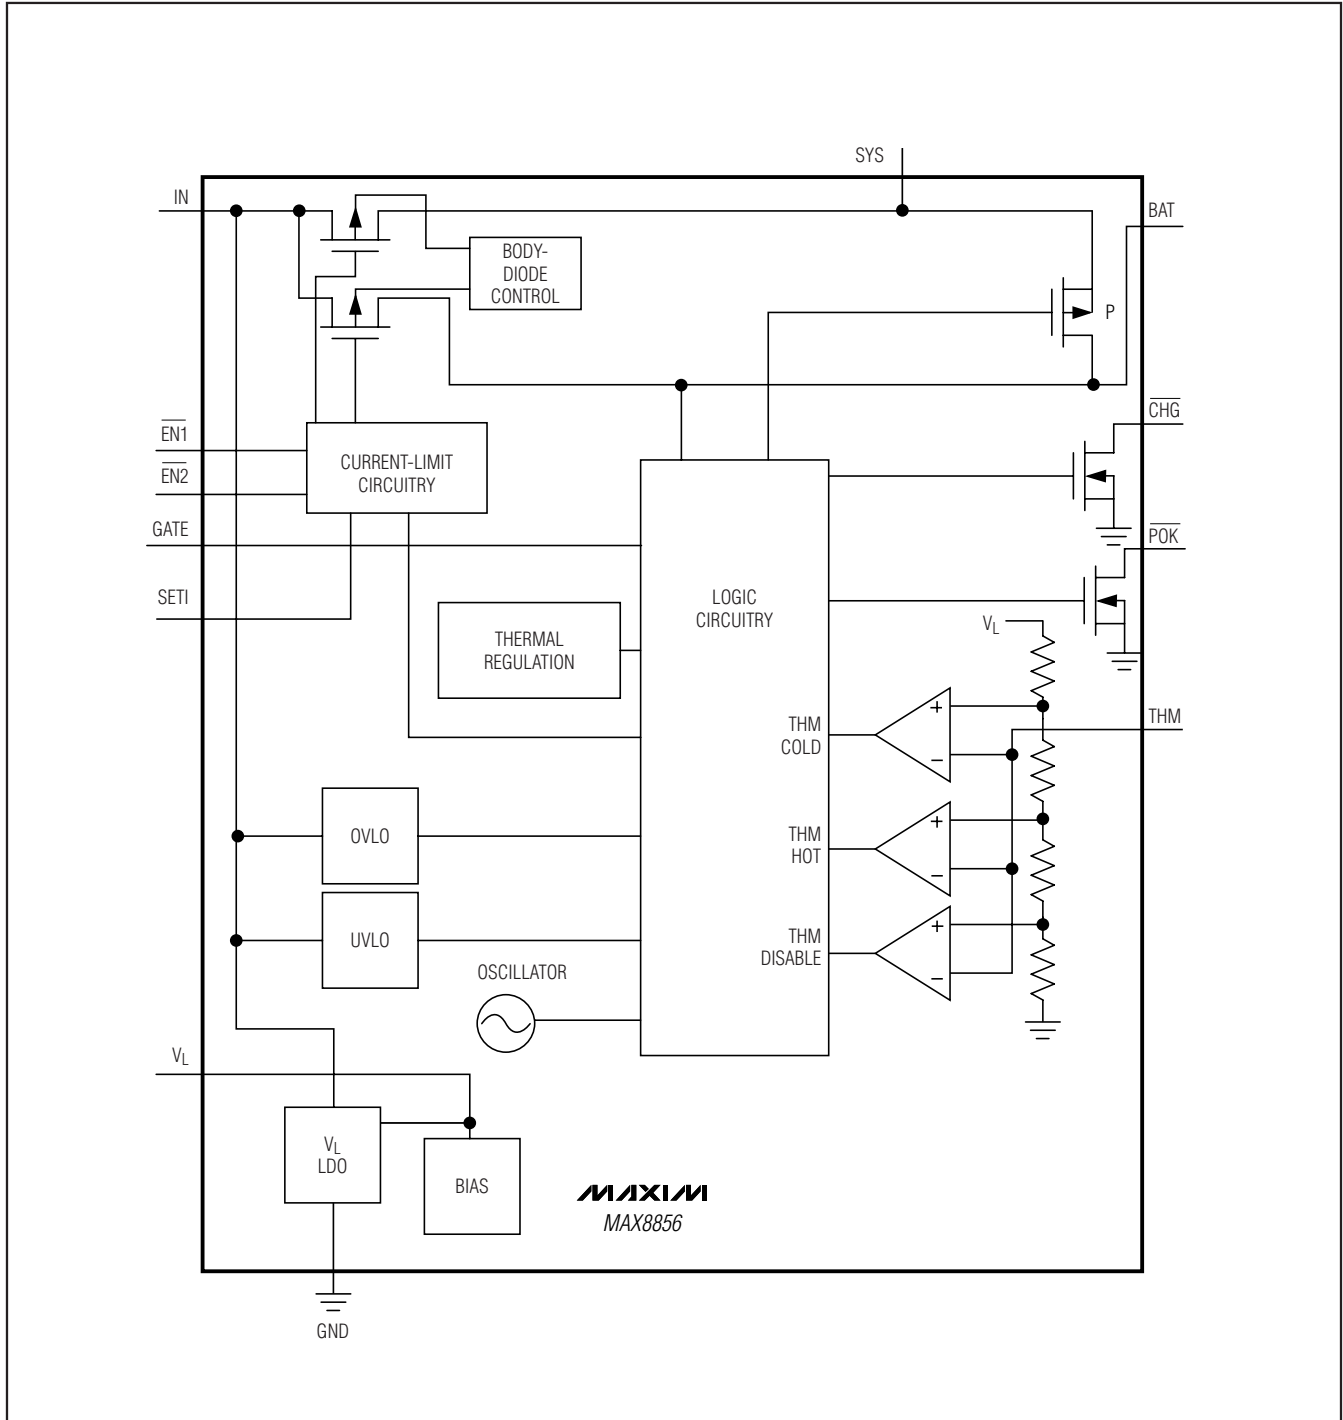 SYS
IN
BAT
BODY-
DIODE
CONTROL
P
CHG
EN1
CURRENT-LIMIT
CIRCUITRY
EN2
GATE
POK
SETI
LOGIC
CIRCUITRY
VL
THERMAL
REGULATION
THM
THM
COLD
+
−
OVLO
THM
HOT
+
−
UVLO
THM
DISABLE
+
−
OSCILLATOR
VL
VL
LDO
BIAS
MAXIM
MAX8856
GND